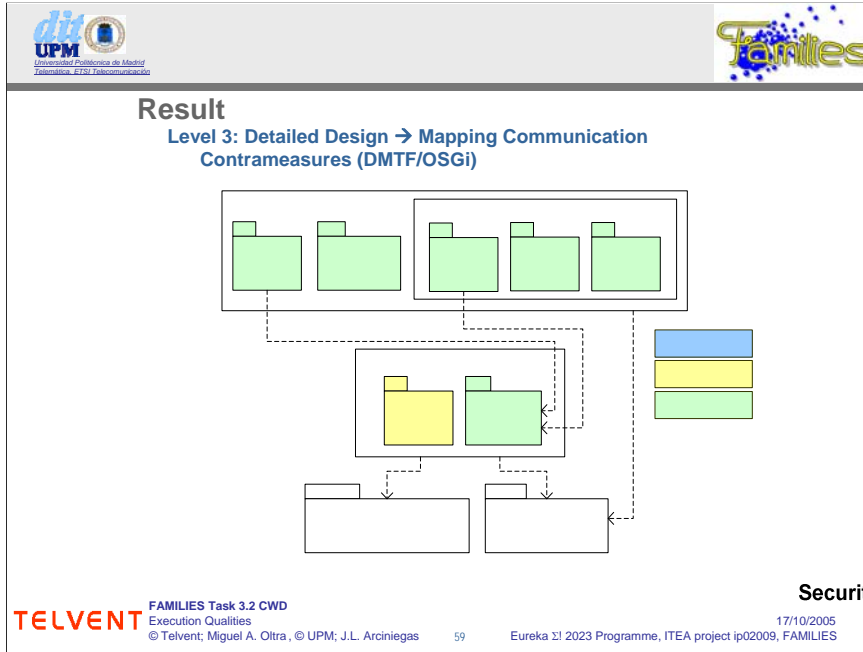 dit
UPM
Universidad Politécnica de Madrid
Telemática. ETSI Telecomunicación
Families
Result
Level 3: Detailed Design → Mapping Communication
Contrameasures (DMTF/OSGi)
Securit
TELVENT
FAMILIES Task 3.2 CWD
Execution Qualities
17/10/2005
© Telvent; Miguel A. Oltra , © UPM; J.L. Arciniegas
59
Eureka Σ! 2023 Programme, ITEA project ip02009, FAMILIES